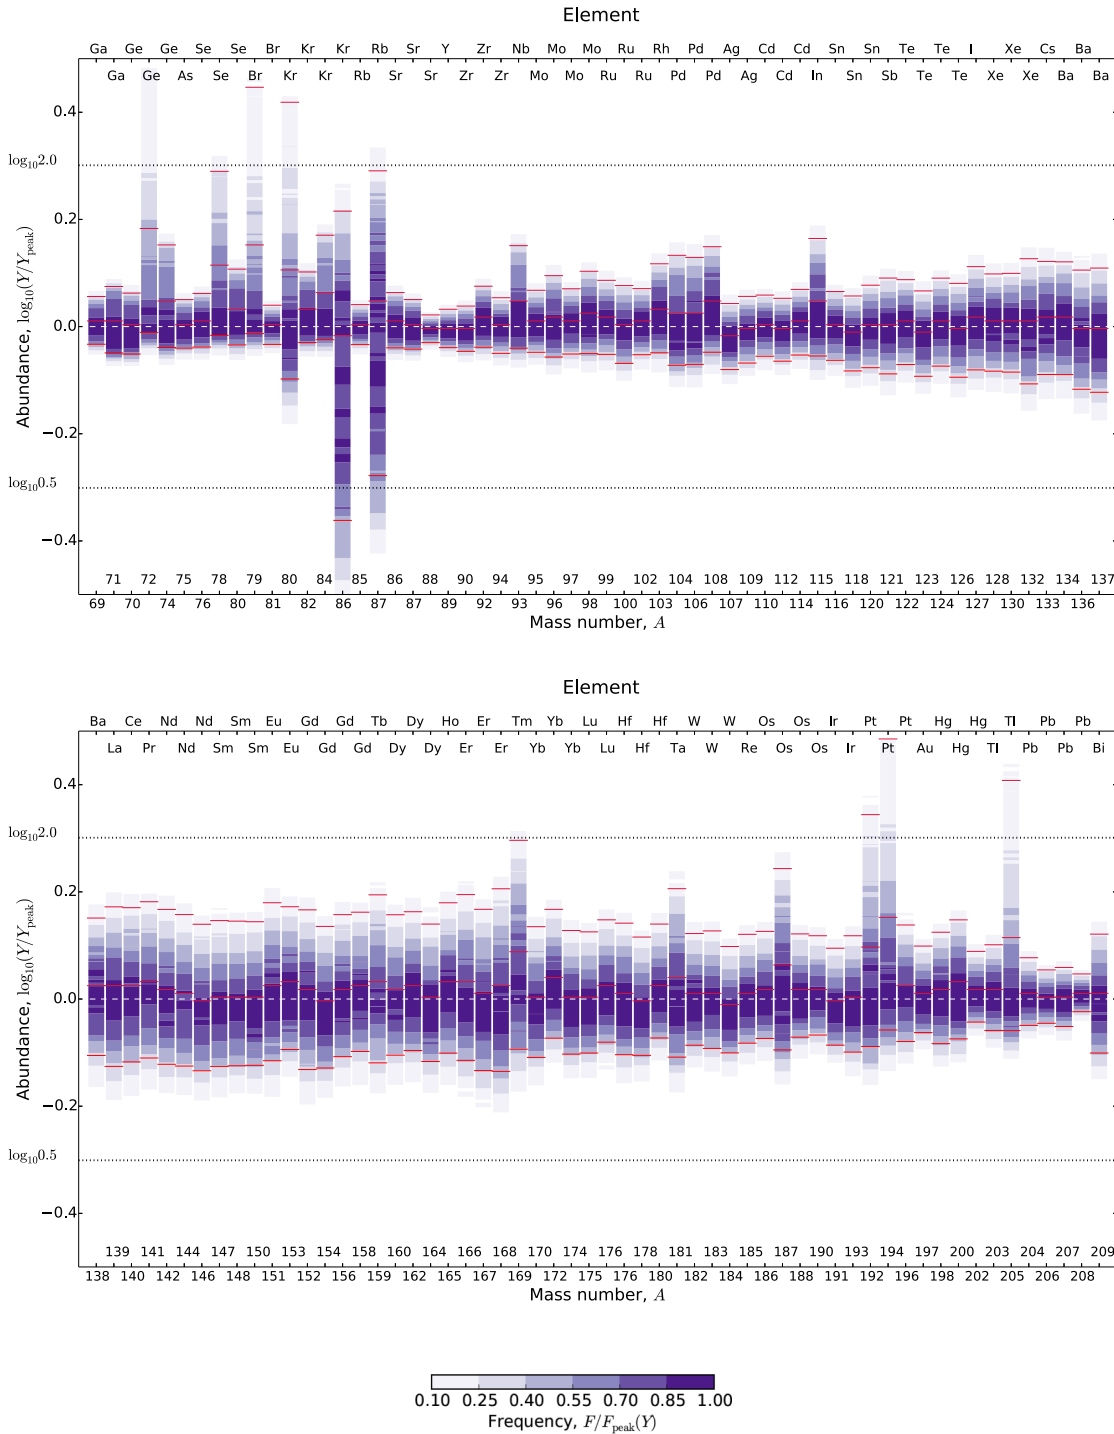 Element
Ga Ge Ge Se Se Br Kr Kr Rb Sr Y Zr Nb Mo Mo Ru Rh Pd Ag Cd Cd Sn Sn Te Te I Xe Cs Ba
Ga Ge As Se Br Kr Kr Rb Sr Sr Zr Zr Mo Mo Ru Ru Pd Pd Ag Cd In Sn Sb Te Te Xe Xe Ba Ba
0.4
log₁₀2.0
0.2
0.0
−0.2
log₁₀0.5
−0.4
Abundance, log₁₀(Y/Y_peak)
71 72 75 78 79 80 84 85 86 88 90 94 95 97 99 102 104 108 109 112 115 118 121 123 126 128 132 134 137
69 70 74 76 80 81 82 86 87 87 89 92 93 96 98 100 103 107 110 114 116 120 122 124 127 130 133 136
Mass number, A
Element
Ba Ce Nd Nd Sm Eu Gd Gd Tb Dy Ho Er Tm Yb Lu Hf Hf W W Os Os Ir Pt Pt Hg Hg Tl Pb Pb
La Pr Nd Sm Sm Eu Gd Gd Dy Dy Er Er Yb Yb Lu Hf Ta W Re Os Os Ir Pt Au Hg Tl Pb Pb Bi
0.4
log₁₀2.0
0.2
0.0
−0.2
log₁₀0.5
−0.4
Abundance, log₁₀(Y/Y_peak)
139 141 144 147 150 153 154 158 160 164 166 168 170 174 176 178 181 183 185 187 190 193 194 197 200 203 204 207 209
138 140 142 146 148 151 152 156 159 162 165 167 169 172 175 176 180 182 184 186 188 191 192 196 198 202 205 206 208
Mass number, A
0.10 0.25 0.40 0.55 0.70 0.85 1.00
Frequency, F/F_peak(Y)